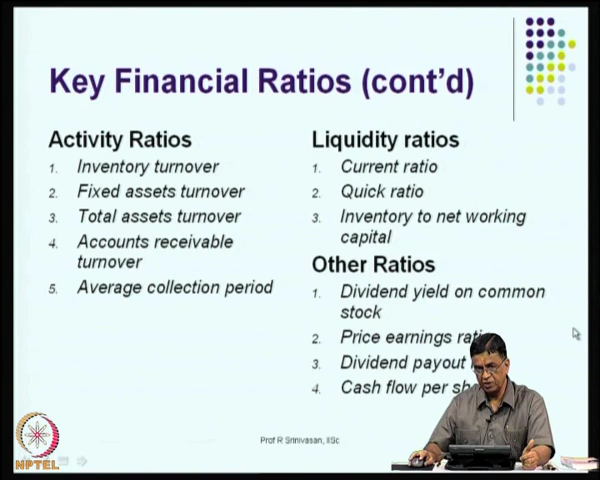 Key Financial Ratios (cont'd)
Activity Ratios
1. Inventory turnover
2. Fixed assets turnover
3. Total assets turnover
4. Accounts receivable
turnover
5. Average collection period
Liquidity ratios
1. Current ratio
2. Quick ratio
3. Inventory to net working
capital
Other Ratios
1. Dividend yield on common
stock
2. Price earnings
3. Dividend payout
4. Cash flow per
Prof R Srinivasan, IISc
NPTEL